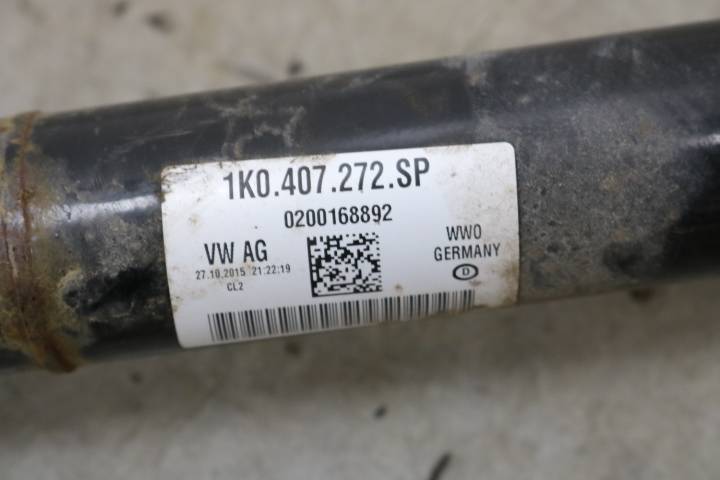 1K0.407.272.SP
0200168892
VW AG
27.10.2015 21:22:19
CL2
WWO
GERMANY
D